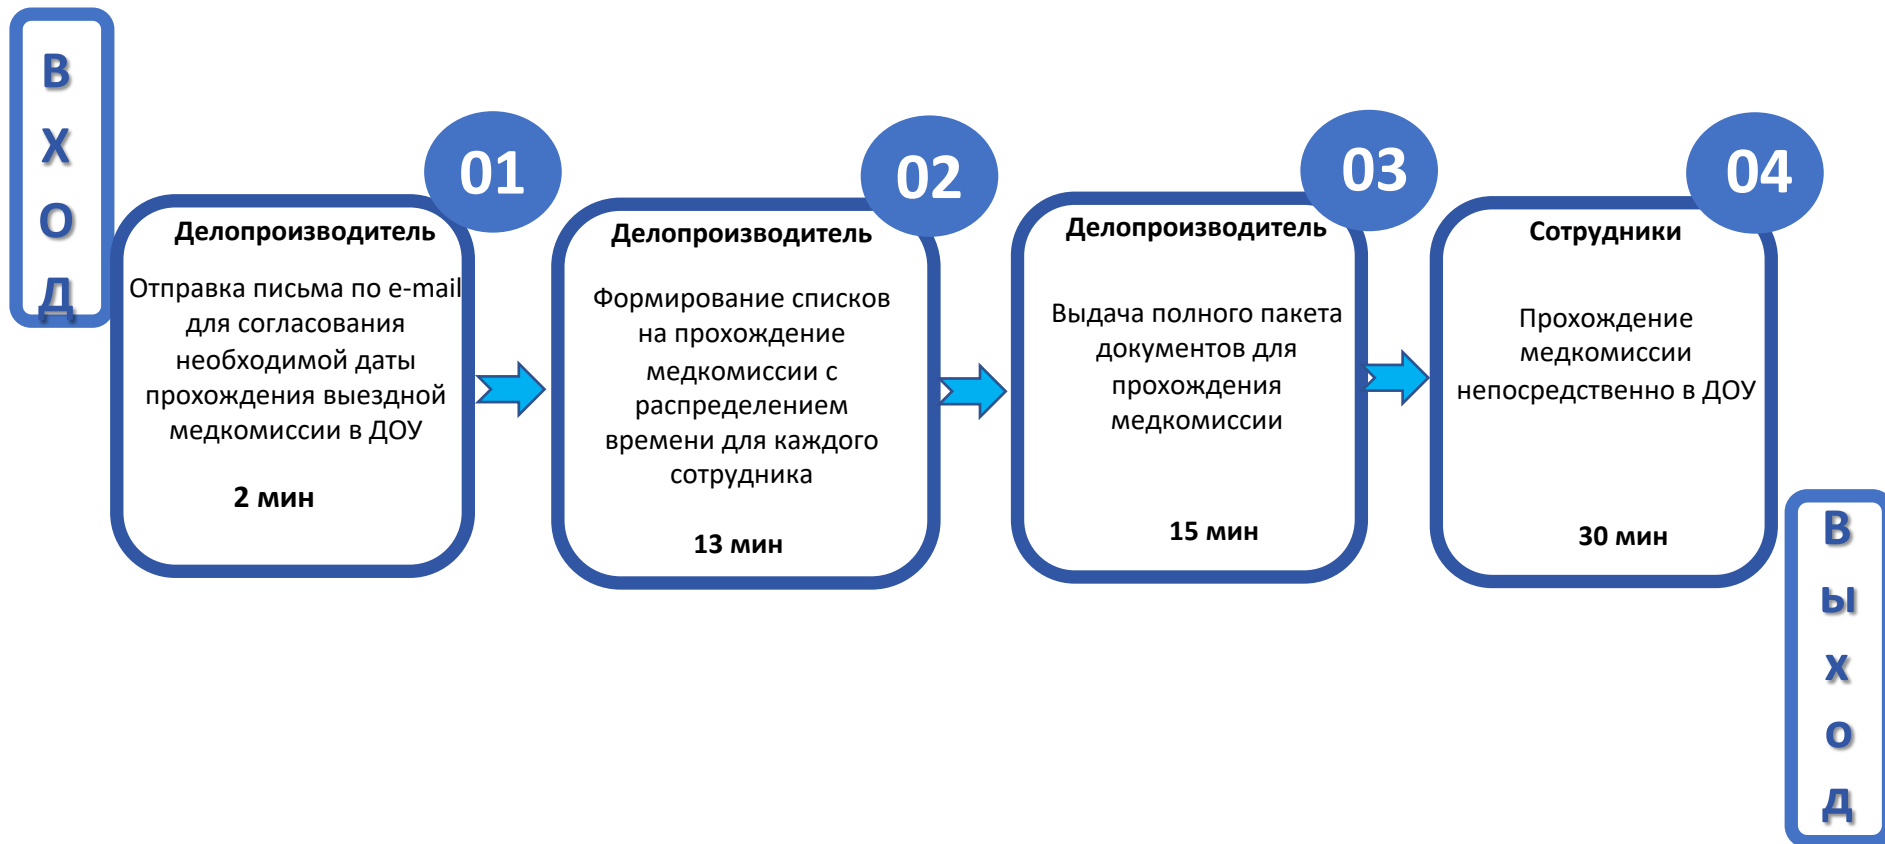 В
Х
О
Д
01
Делопроизводитель
Отправка письма по e-mail
для согласования
необходимой даты
прохождения выездной
медкомиссии в ДОУ
2 мин
02
Делопроизводитель
Формирование списков
на прохождение
медкомиссии с
распределением
времени для каждого
сотрудника
13 мин
03
Делопроизводитель
Выдача полного пакета
документов для
прохождения
медкомиссии
15 мин
04
Сотрудники
Прохождение
медкомиссии
непосредственно в ДОУ
30 мин
В
ы
х
о
д